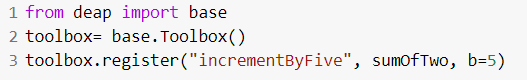 1 from deap import base
2 toolbox= base.Toolbox()
3 toolbox.register("incrementByFive", sumOfTwo, b=5)